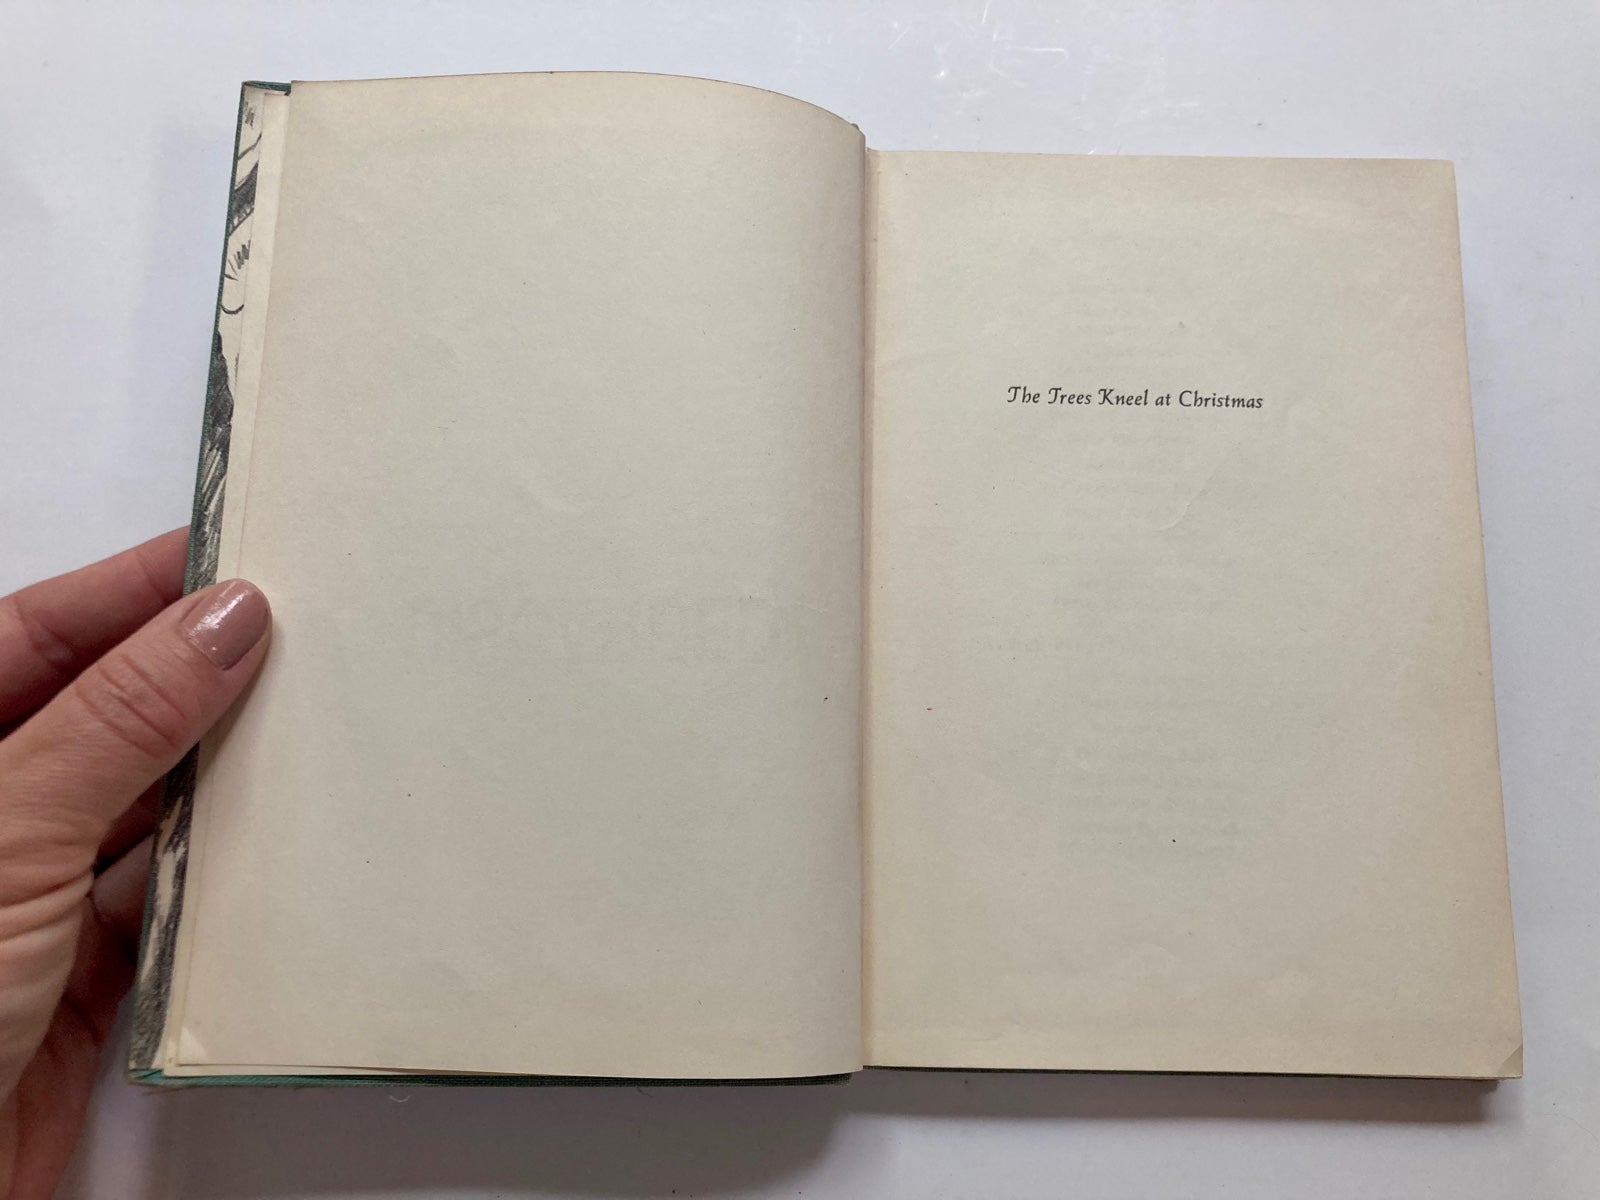 The Trees Kneel at Christmas